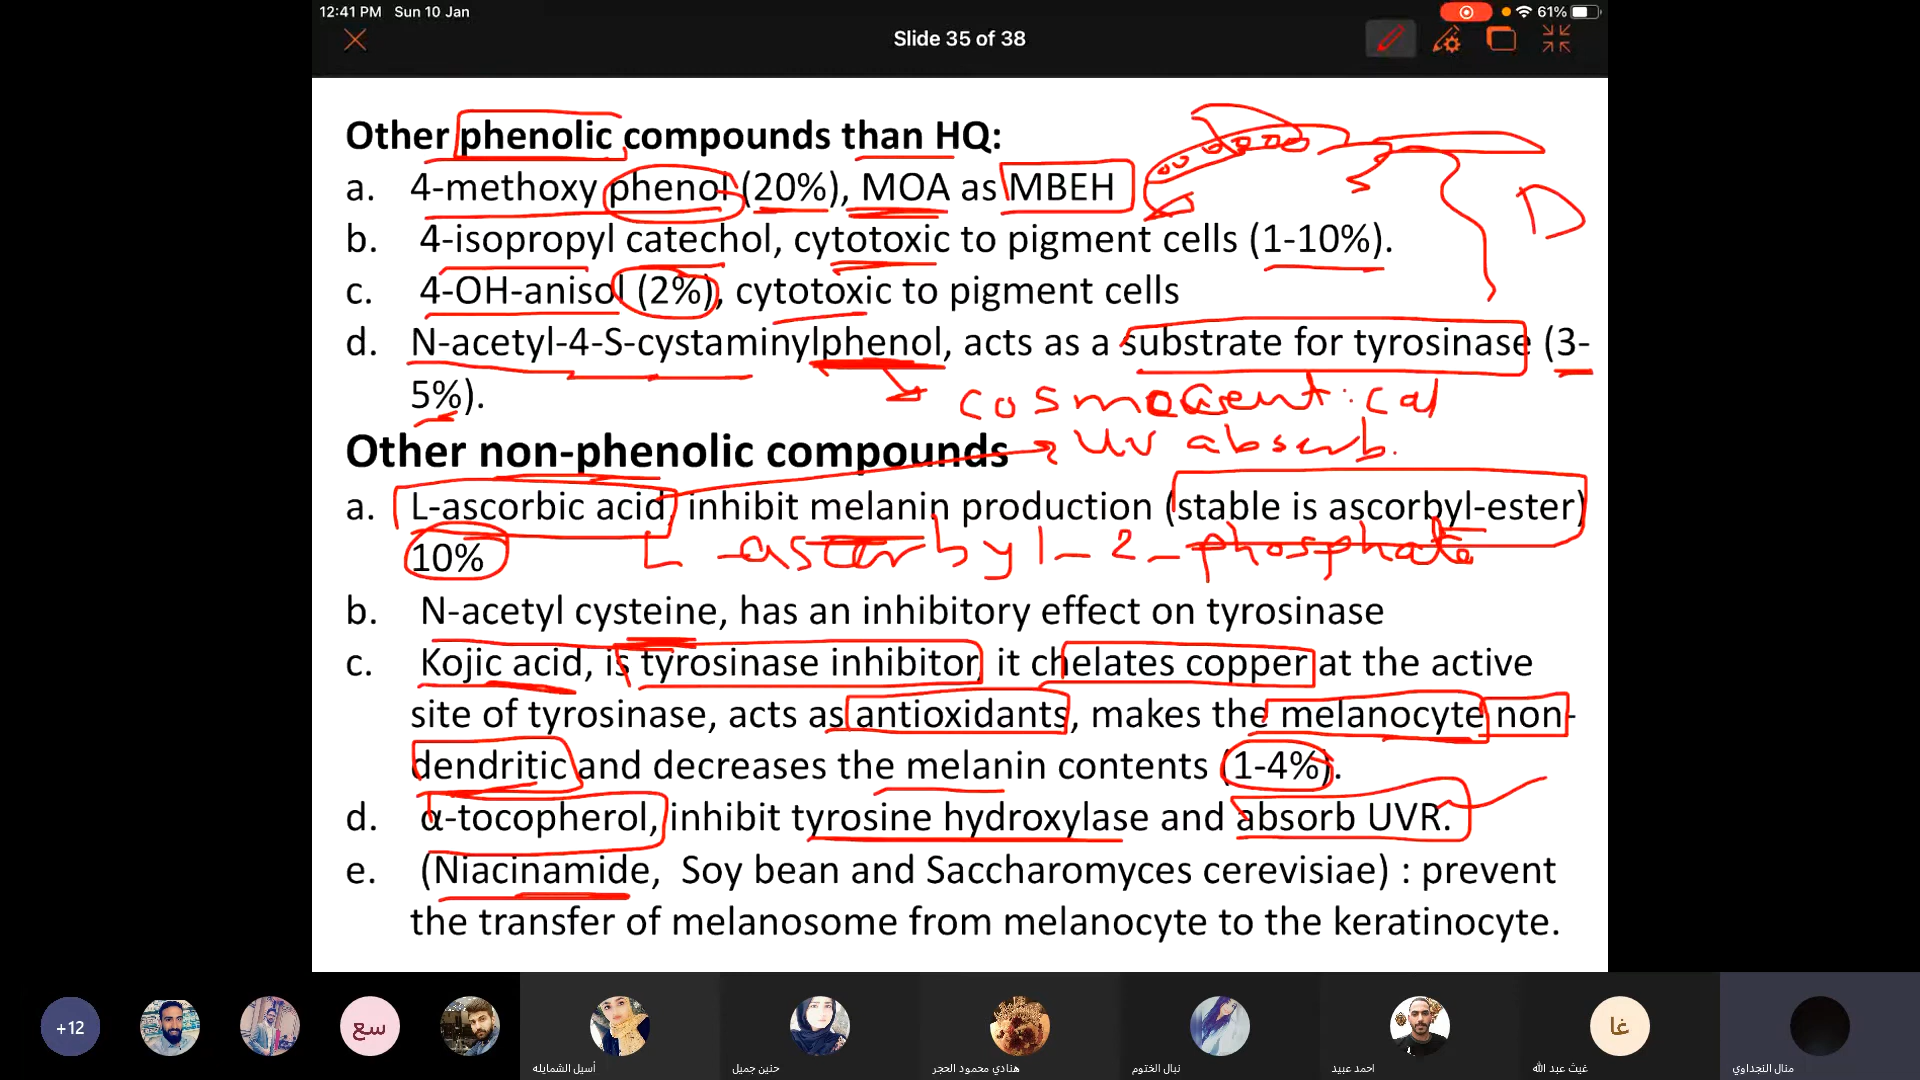 12:41 PM Sun 10 Jan
61%
Slide 35 of 38
Other phenolic compounds than HQ:
a. 4-methoxy phenol (20%), MOA as MBEH
D
b. 4-isopropyl catechol, cytotoxic to pigment cells (1-10%).
c. 4-OH-anisol (2%), cytotoxic to pigment cells
d. N-acetyl-4-S-cystaminylphenol, acts as a substrate for tyrosinase (3-
5%).
Other non-phenolic compounds
UV absorb.
a. L-ascorbic acid, inhibit melanin production (stable is ascorbyl-ester)
10%
L-ascorbyl-2-phosphate
b. N-acetyl cysteine, has an inhibitory effect on tyrosinase
c. Kojic acid, is tyrosinase inhibitor, it chelates copper at the active
site of tyrosinase, acts as antioxidants, makes the melanocyte non-
dendritic and decreases the melanin contents (1-4%).
d. α-tocopherol, inhibit tyrosine hydroxylase and absorb UVR.
e. (Niacinamide, Soy bean and Saccharomyces cerevisiae) : prevent
the transfer of melanosome from melanocyte to the keratinocyte.
+12
سع
غا
أسيل الشمايله
حنين جميل
هنادي محمود الحجر
نبال الختوم
احمد عبيد
غيث عبد الله
منال النجداوي